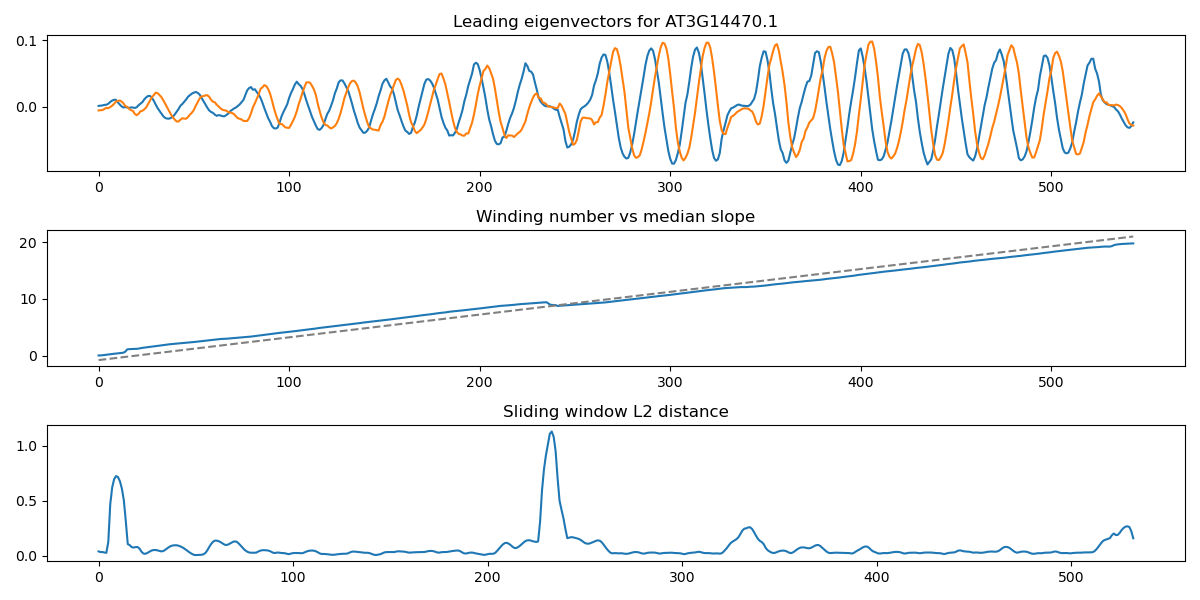 Leading eigenvectors for AT3G14470.1
0.1
0.0
0 100 200 300 400 500
Winding number vs median slope
20
10
0
0 100 200 300 400 500
Sliding window L2 distance
1.0
0.5
0.0
0 100 200 300 400 500